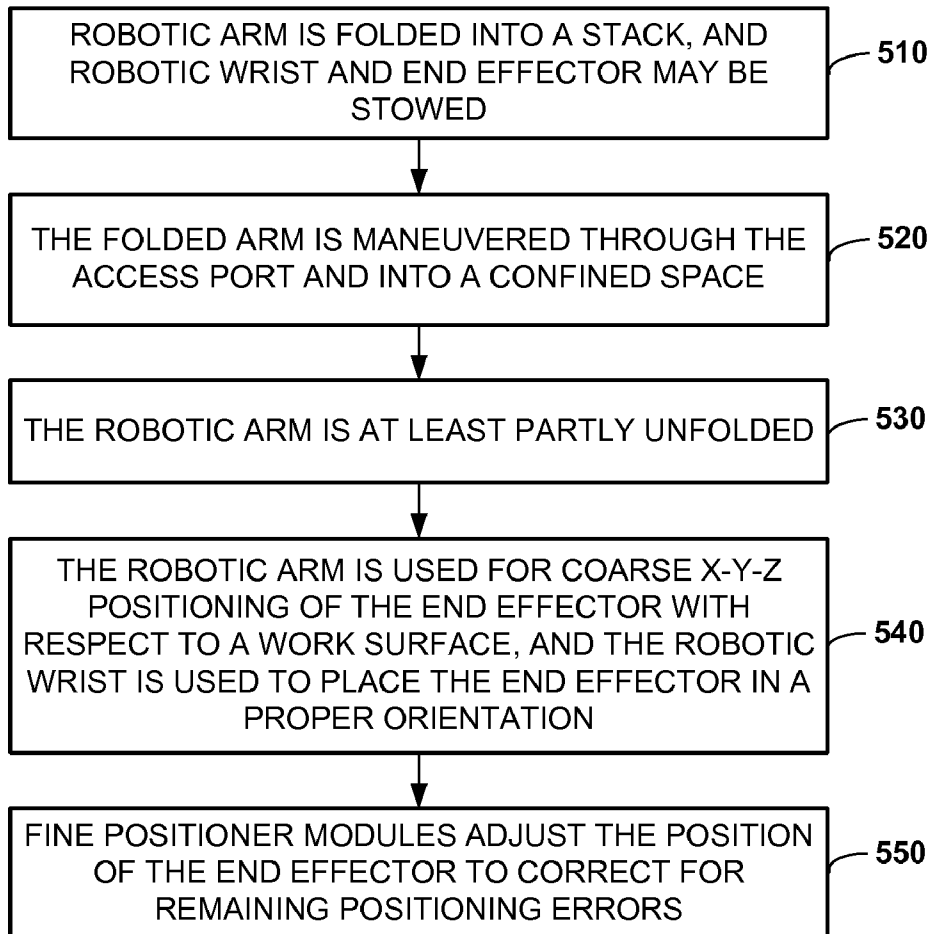 ROBOTIC ARM IS FOLDED INTO A STACK, AND
ROBOTIC WRIST AND END EFFECTOR MAY BE
STOWED
510
THE FOLDED ARM IS MANEUVERED THROUGH THE
ACCESS PORT AND INTO A CONFINED SPACE
520
THE ROBOTIC ARM IS AT LEAST PARTLY UNFOLDED
530
THE ROBOTIC ARM IS USED FOR COARSE X-Y-Z
POSITIONING OF THE END EFFECTOR WITH
RESPECT TO A WORK SURFACE, AND THE ROBOTIC
WRIST IS USED TO PLACE THE END EFFECTOR IN A
PROPER ORIENTATION
540
FINE POSITIONER MODULES ADJUST THE POSITION
OF THE END EFFECTOR TO CORRECT FOR
REMAINING POSITIONING ERRORS
550